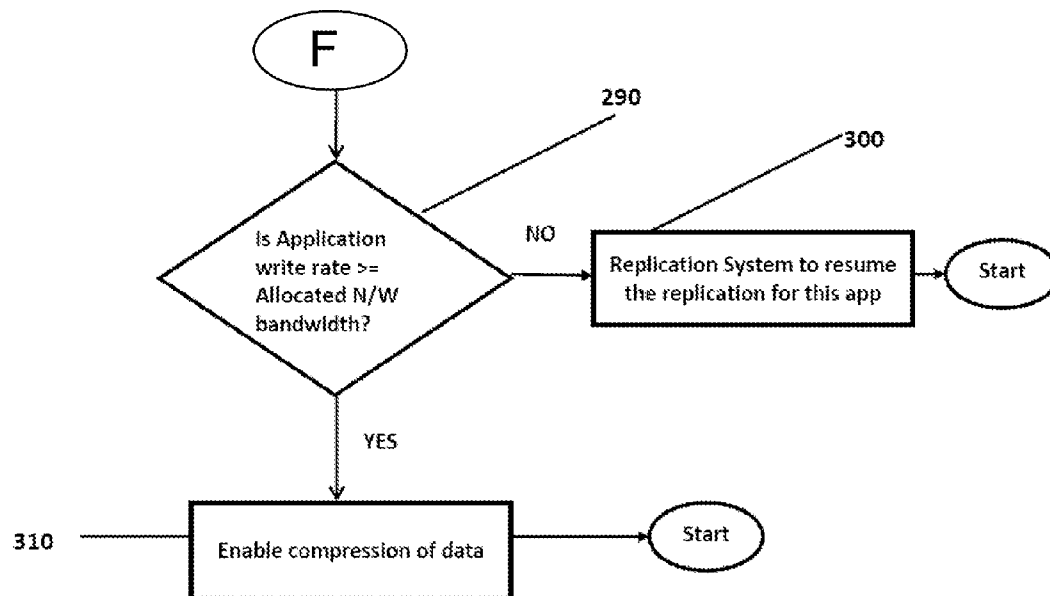 F
290
300
Is Application
write rate >=
Allocated N/W
bandwidth?
NO
Replication System to resume
the replication for this app
Start
YES
310
Enable compression of data
Start